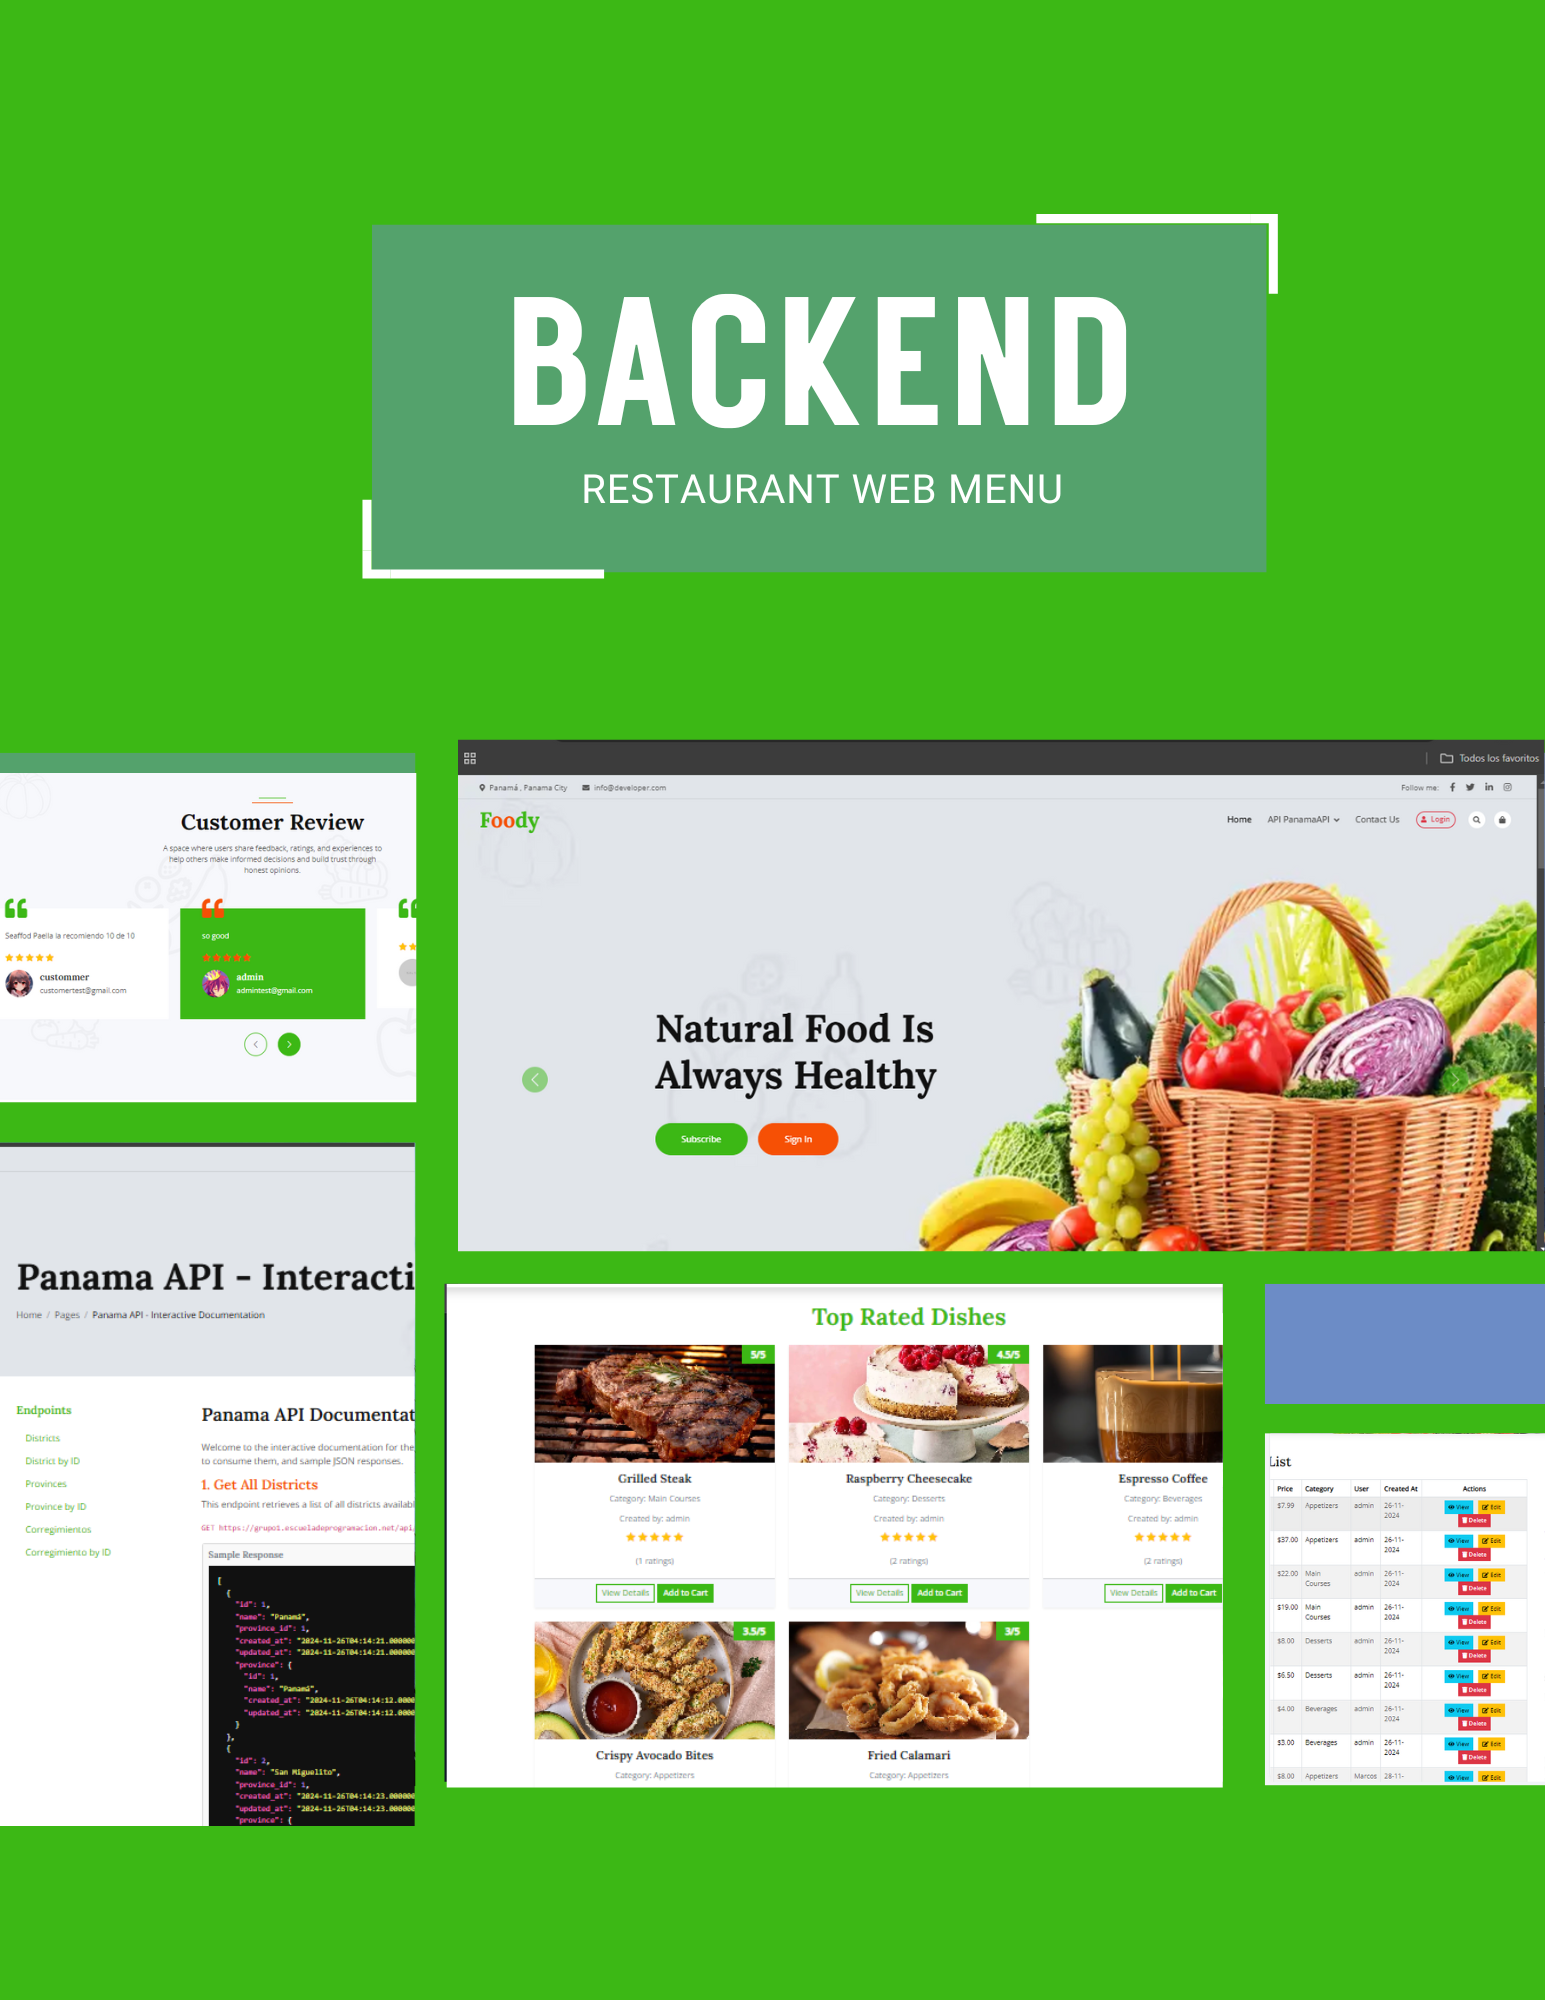 BACKEND
RESTAURANT WEB MENU
Todos los favoritos
Panamá , Panama City
info@developer.com
Follow me:
Foody
Home
API PanamaAPI
Contact Us
Login
Natural Food Is
Always Healthy
Subscribe
Sign In
Customer Review
A space where users share feedback, ratings, and experiences to
help others make informed decisions and build trust through
honest opinions.
Seaffod Paella la recomiendo 10 de 10
custommer
customertest@gmail.com
so good
admin
admintest@gmail.com
Panama API - Interacti
Home / Pages / Panama API - Interactive Documentation
Endpoints
Districts
District by ID
Provinces
Province by ID
Corregimientos
Corregimiento by ID
Panama API Documentat
Welcome to the interactive documentation for the
to consume them, and sample JSON responses.
1. Get All Districts
This endpoint retrieves a list of all districts availabl
GET https://grupo1.escueladeprogramacion.net/api
Sample Response
[
{
"id": 1,
"name": "Panamá",
"province_id": 1,
"created_at": "2024-11-26T04:14:21.000000
"updated_at": "2024-11-26T04:14:21.000000
"province": {
"id": 1,
"name": "Panamá",
"created_at": "2024-11-26T04:14:12.0000
"updated_at": "2024-11-26T04:14:12.0000
}
},
{
"id": 2,
"name": "San Miguelito",
"province_id": 1,
"created_at": "2024-11-26T04:14:23.000000
"updated_at": "2024-11-26T04:14:23.000000
"province": {
Top Rated Dishes
5/5
Grilled Steak
Category: Main Courses
Created by: admin
(1 ratings)
View Details
Add to Cart
4.5/5
Raspberry Cheesecake
Category: Desserts
Created by: admin
(2 ratings)
View Details
Add to Cart
Espresso Coffee
Category: Beverages
Created by: admin
(2 ratings)
View Details
Add to Cart
3.5/5
Crispy Avocado Bites
Category: Appetizers
3/5
Fried Calamari
Category: Appetizers
List
Price Category User Created At Actions
$7.99 Appetizers admin 26-11- View Edit
2024 Delete
$37.00 Appetizers admin 26-11- View Edit
2024 Delete
$22.00 Main admin 26-11- View Edit
Courses 2024 Delete
$19.00 Main admin 26-11- View Edit
Courses 2024 Delete
$8.00 Desserts admin 26-11- View Edit
2024 Delete
$6.50 Desserts admin 26-11- View Edit
2024 Delete
$4.00 Beverages admin 26-11- View Edit
2024 Delete
$3.00 Beverages admin 26-11- View Edit
2024 Delete
$8.00 Appetizers Marcos 28-11- View Edit